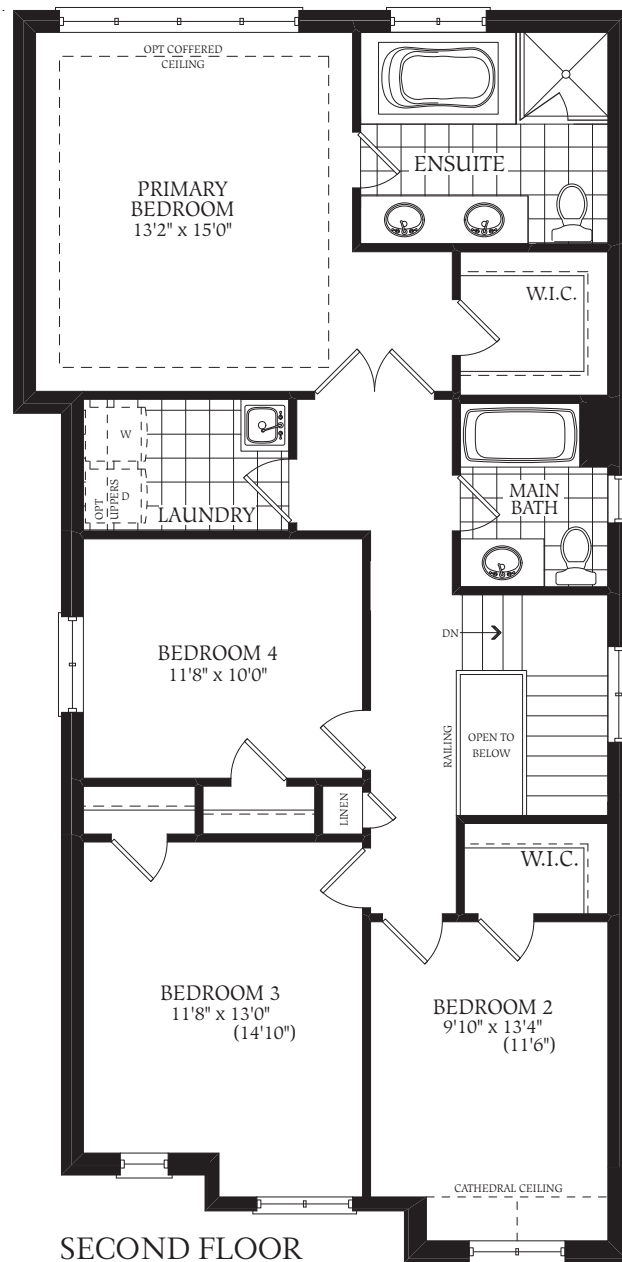 OPT COFFERED
CEILING
PRIMARY
BEDROOM
13'2" x 15'0"
ENSUITE
W.I.C.
W
D
OPT
UPPERS
LAUNDRY
MAIN
BATH
BEDROOM 4
11'8" x 10'0"
DN
RAILING
OPEN TO
BELOW
LINEN
W.I.C.
BEDROOM 3
11'8" x 13'0"
(14'10")
BEDROOM 2
9'10" x 13'4"
(11'6")
CATHEDRAL CEILING
SECOND FLOOR